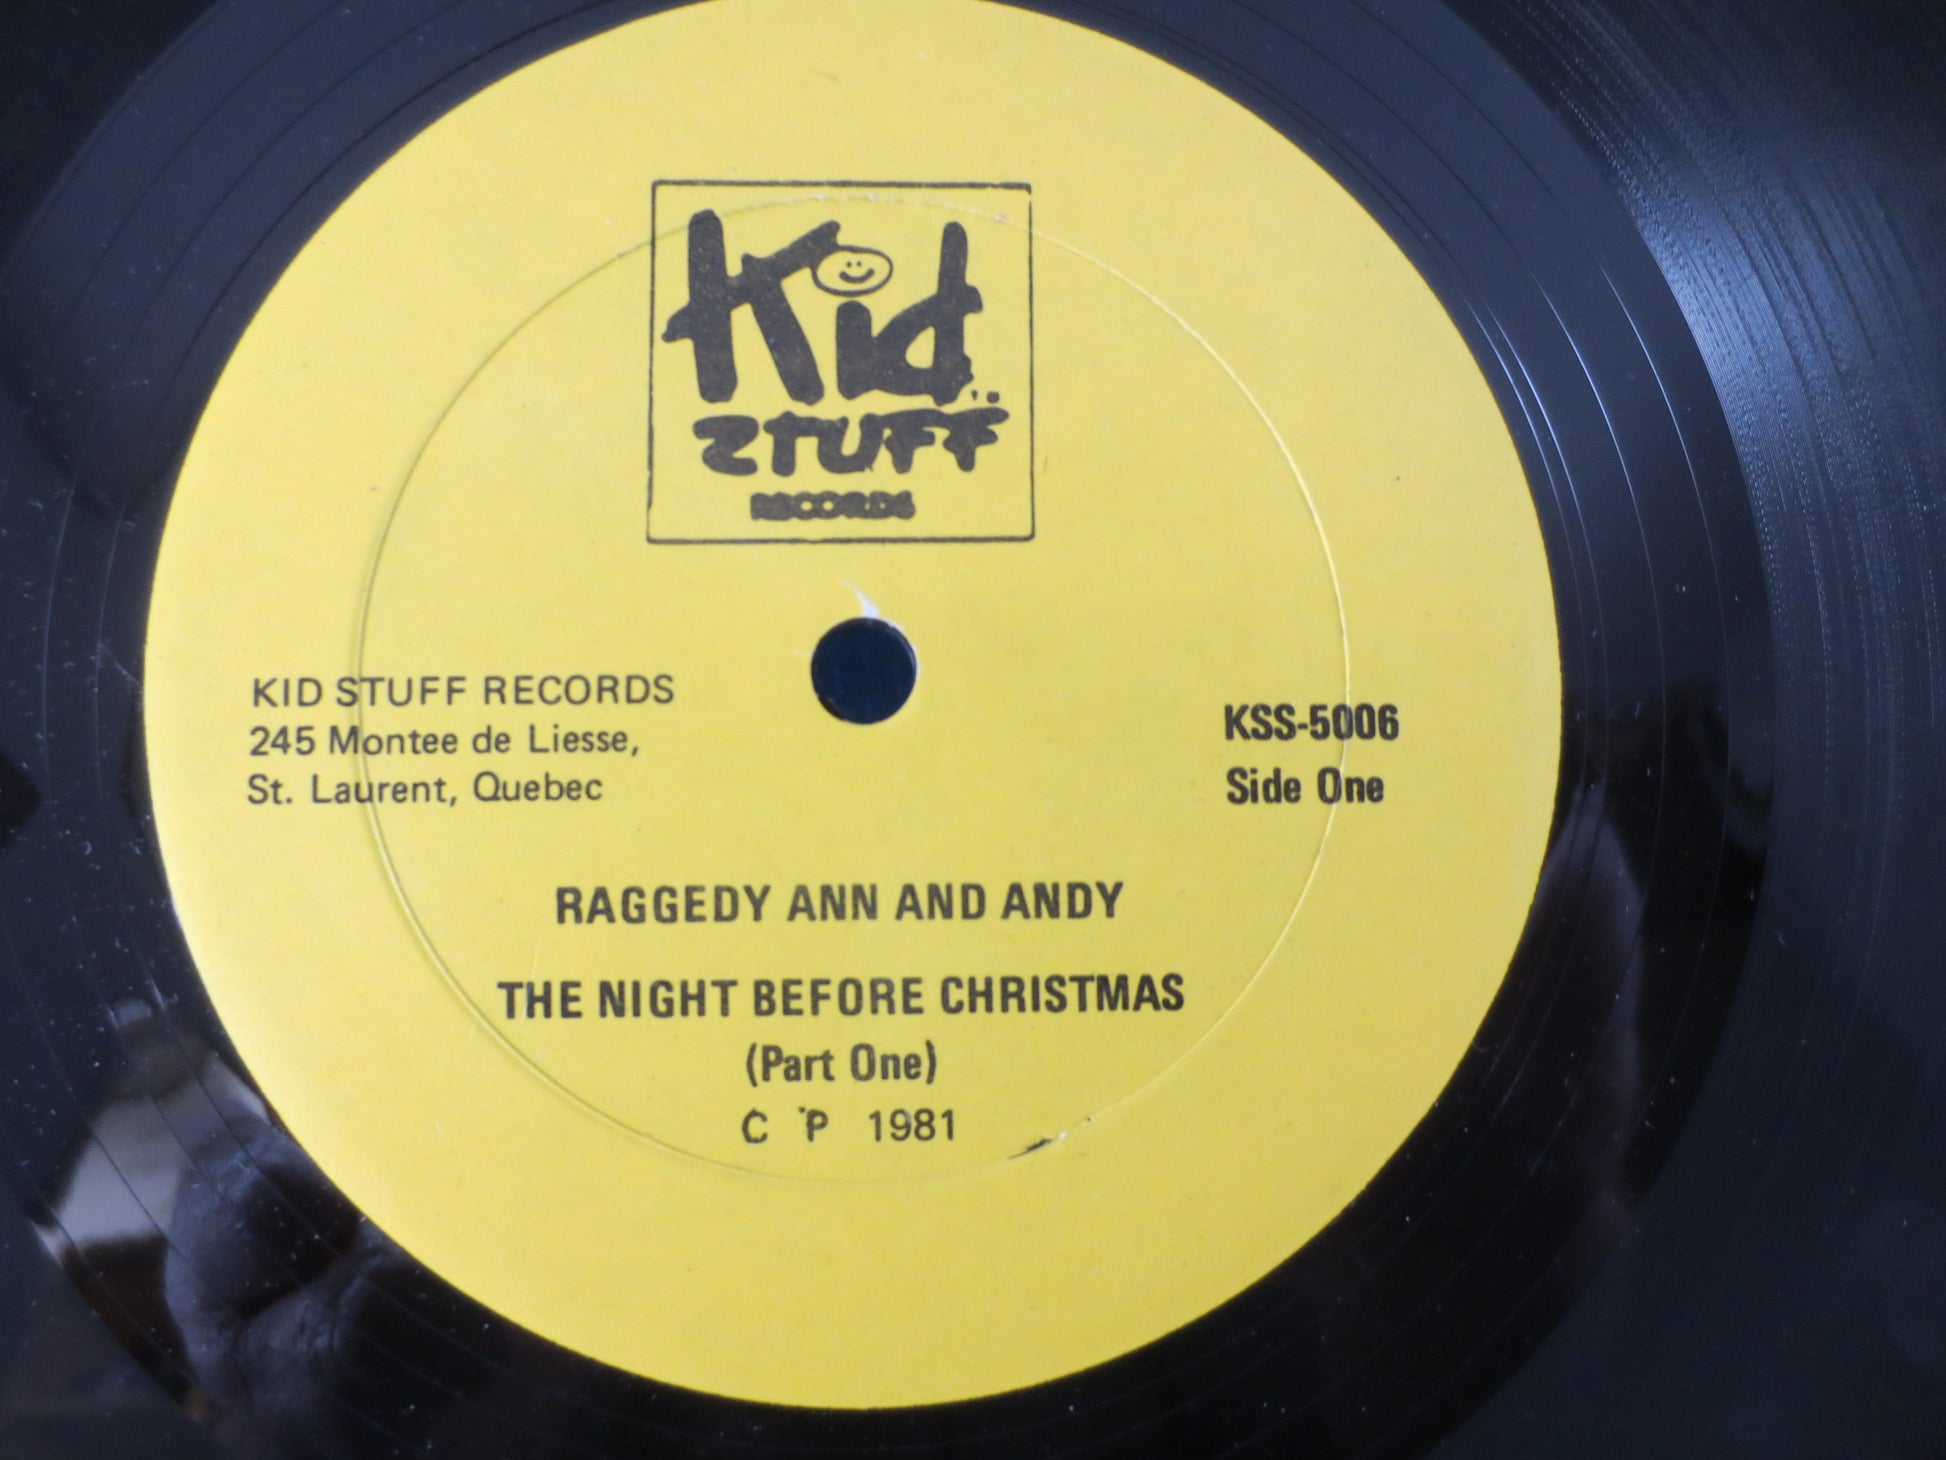 Kid
STUFF
RECORDS
KID STUFF RECORDS
245 Montee de Liesse,
St. Laurent, Quebec
KSS-5006
Side One
RAGGEDY ANN AND ANDY
THE NIGHT BEFORE CHRISTMAS
(Part One)
C P 1981